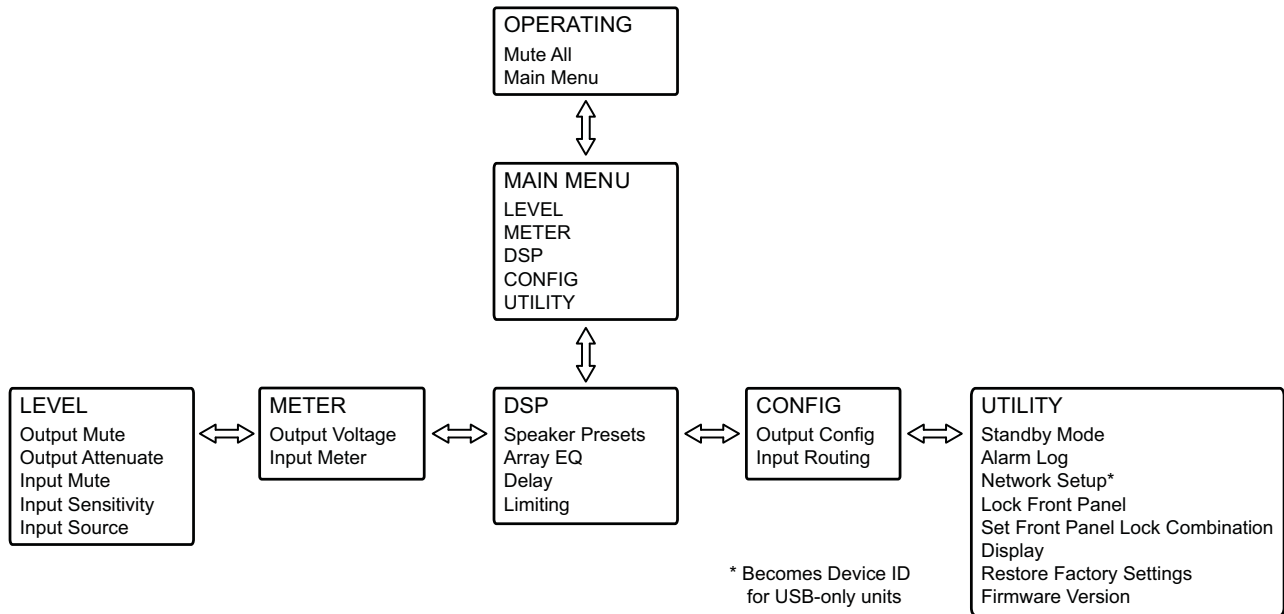 OPERATING
Mute All
Main Menu
MAIN MENU
LEVEL
METER
DSP
CONFIG
UTILITY
LEVEL
Output Mute
Output Attenuate
Input Mute
Input Sensitivity
Input Source
METER
Output Voltage
Input Meter
DSP
Speaker Presets
Array EQ
Delay
Limiting
CONFIG
Output Config
Input Routing
UTILITY
Standby Mode
Alarm Log
Network Setup*
Lock Front Panel
Set Front Panel Lock Combination
Display
Restore Factory Settings
Firmware Version
* Becomes Device ID
for USB-only units